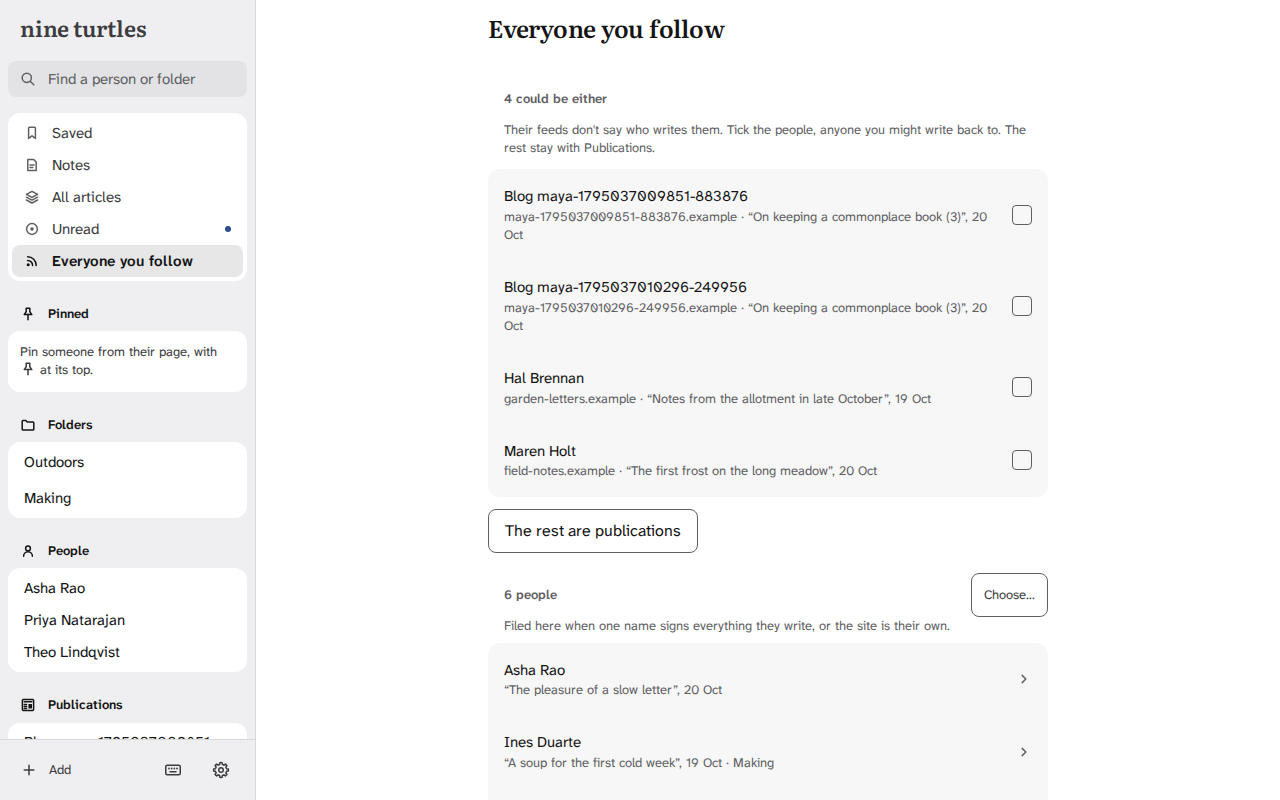 nine turtles
Find a person or folder
Saved
Notes
All articles
Unread
Everyone you follow
Pinned
Pin someone from their page, with
at its top.
Folders
Outdoors
Making
People
Asha Rao
Priya Natarajan
Theo Lindqvist
Publications
Add
Everyone you follow
4 could be either
Their feeds don't say who writes them. Tick the people, anyone you might write back to. The
rest stay with Publications.
Blog maya-1795037009851-883876
maya-1795037009851-883876.example · “On keeping a commonplace book (3)”, 20
Oct
Blog maya-1795037010296-249956
maya-1795037010296-249956.example · “On keeping a commonplace book (3)”, 20
Oct
Hal Brennan
garden-letters.example · “Notes from the allotment in late October”, 19 Oct
Maren Holt
field-notes.example · “The first frost on the long meadow”, 20 Oct
The rest are publications
6 people
Choose…
Filed here when one name signs everything they write, or the site is their own.
Asha Rao
“The pleasure of a slow letter”, 20 Oct
Ines Duarte
“A soup for the first cold week”, 19 Oct · Making